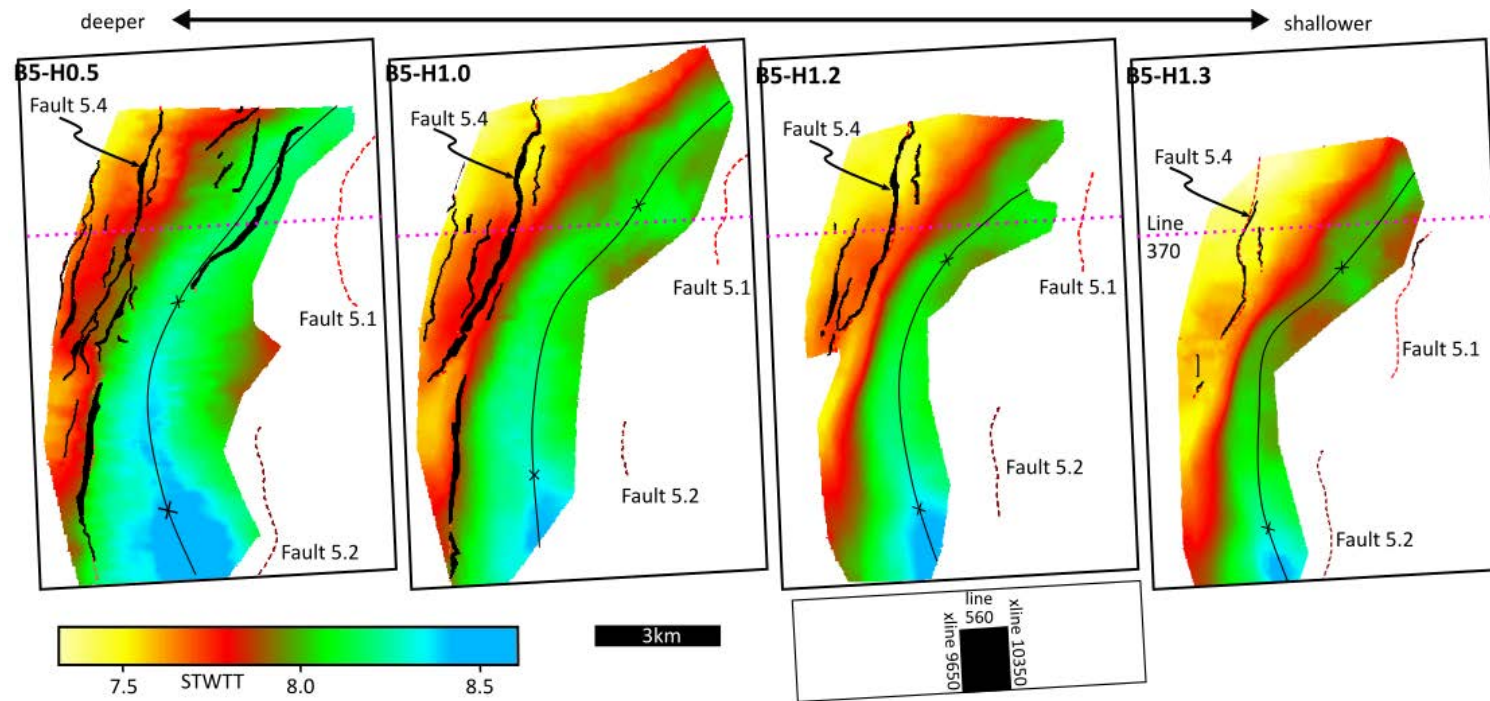 deeper
shallower
B5-H0.5
Fault 5.4
Fault 5.1
Fault 5.2
B5-H1.0
Fault 5.4
Fault 5.1
Fault 5.2
B5-H1.2
Fault 5.4
Fault 5.1
Fault 5.2
B5-H1.3
Fault 5.4
Line
370
Fault 5.1
Fault 5.2
7.5
STWTT
8.0
8.5
3km
line
560
xline 9650
xline 10350